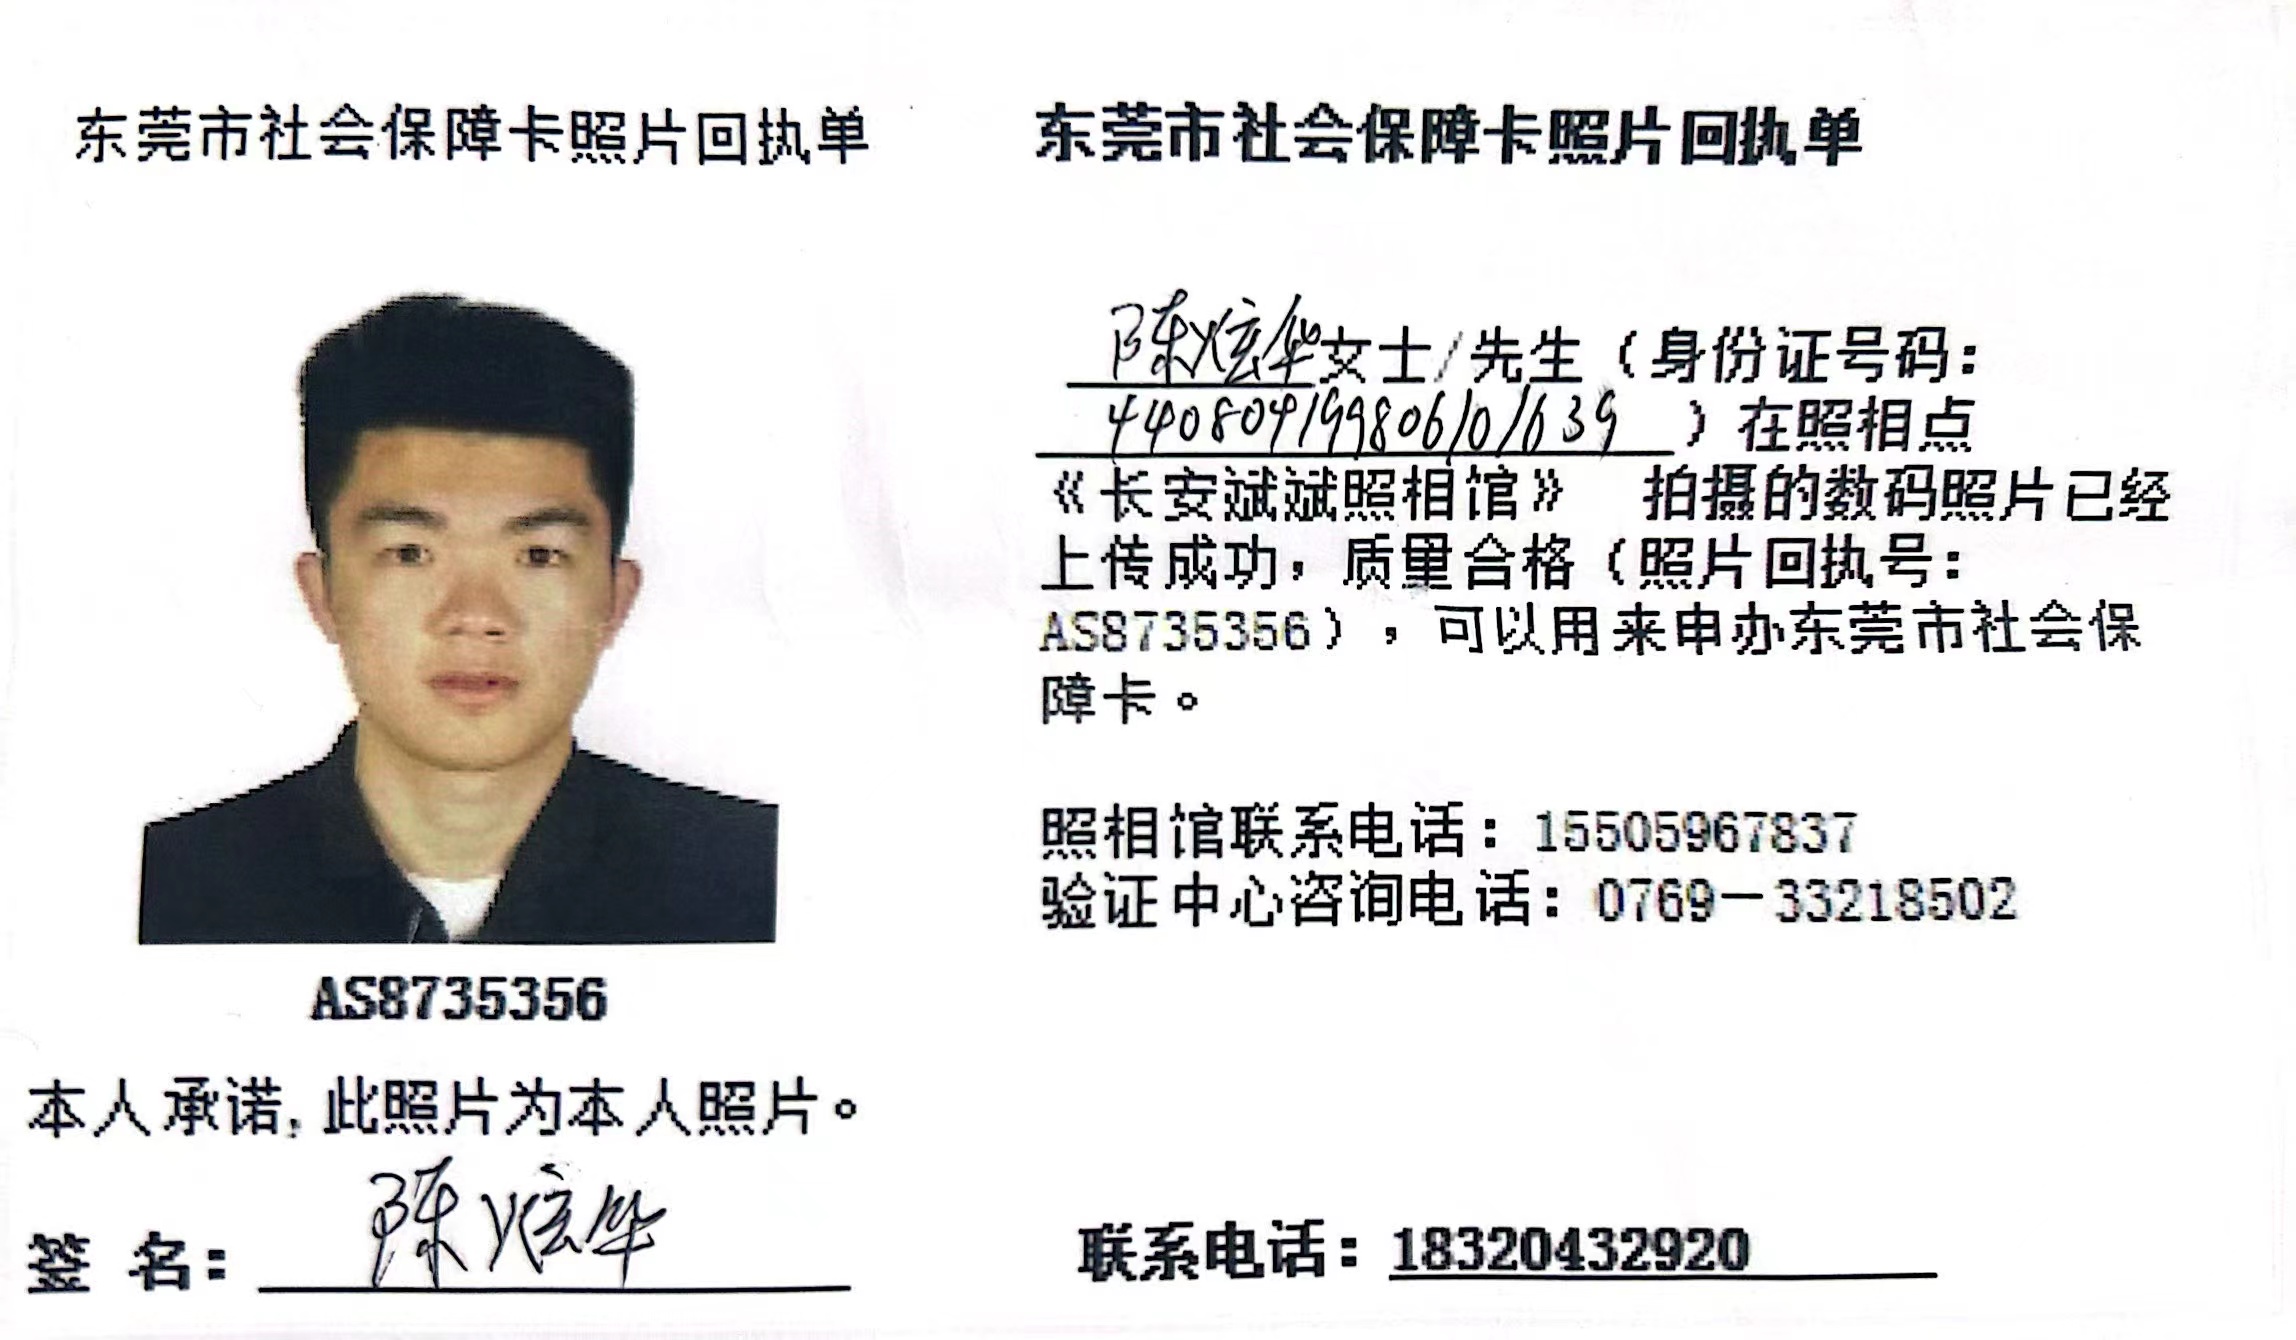 东莞市社会保障卡照片回执单
AS8735356
本人承诺,此照片为本人照片。
签 名：陈炫华
东莞市社会保障卡照片回执单
陈炫华女士/先生（身份证号码：
440804199806101639）在照相点
《长安斌斌照相馆》 拍摄的数码照片已经
上传成功，质量合格（照片回执号：
AS8735356），可以用来申办东莞市社会保
障卡。
照相馆联系电话：15505967837
验证中心咨询电话：0769－33218502
联系电话：18320432920